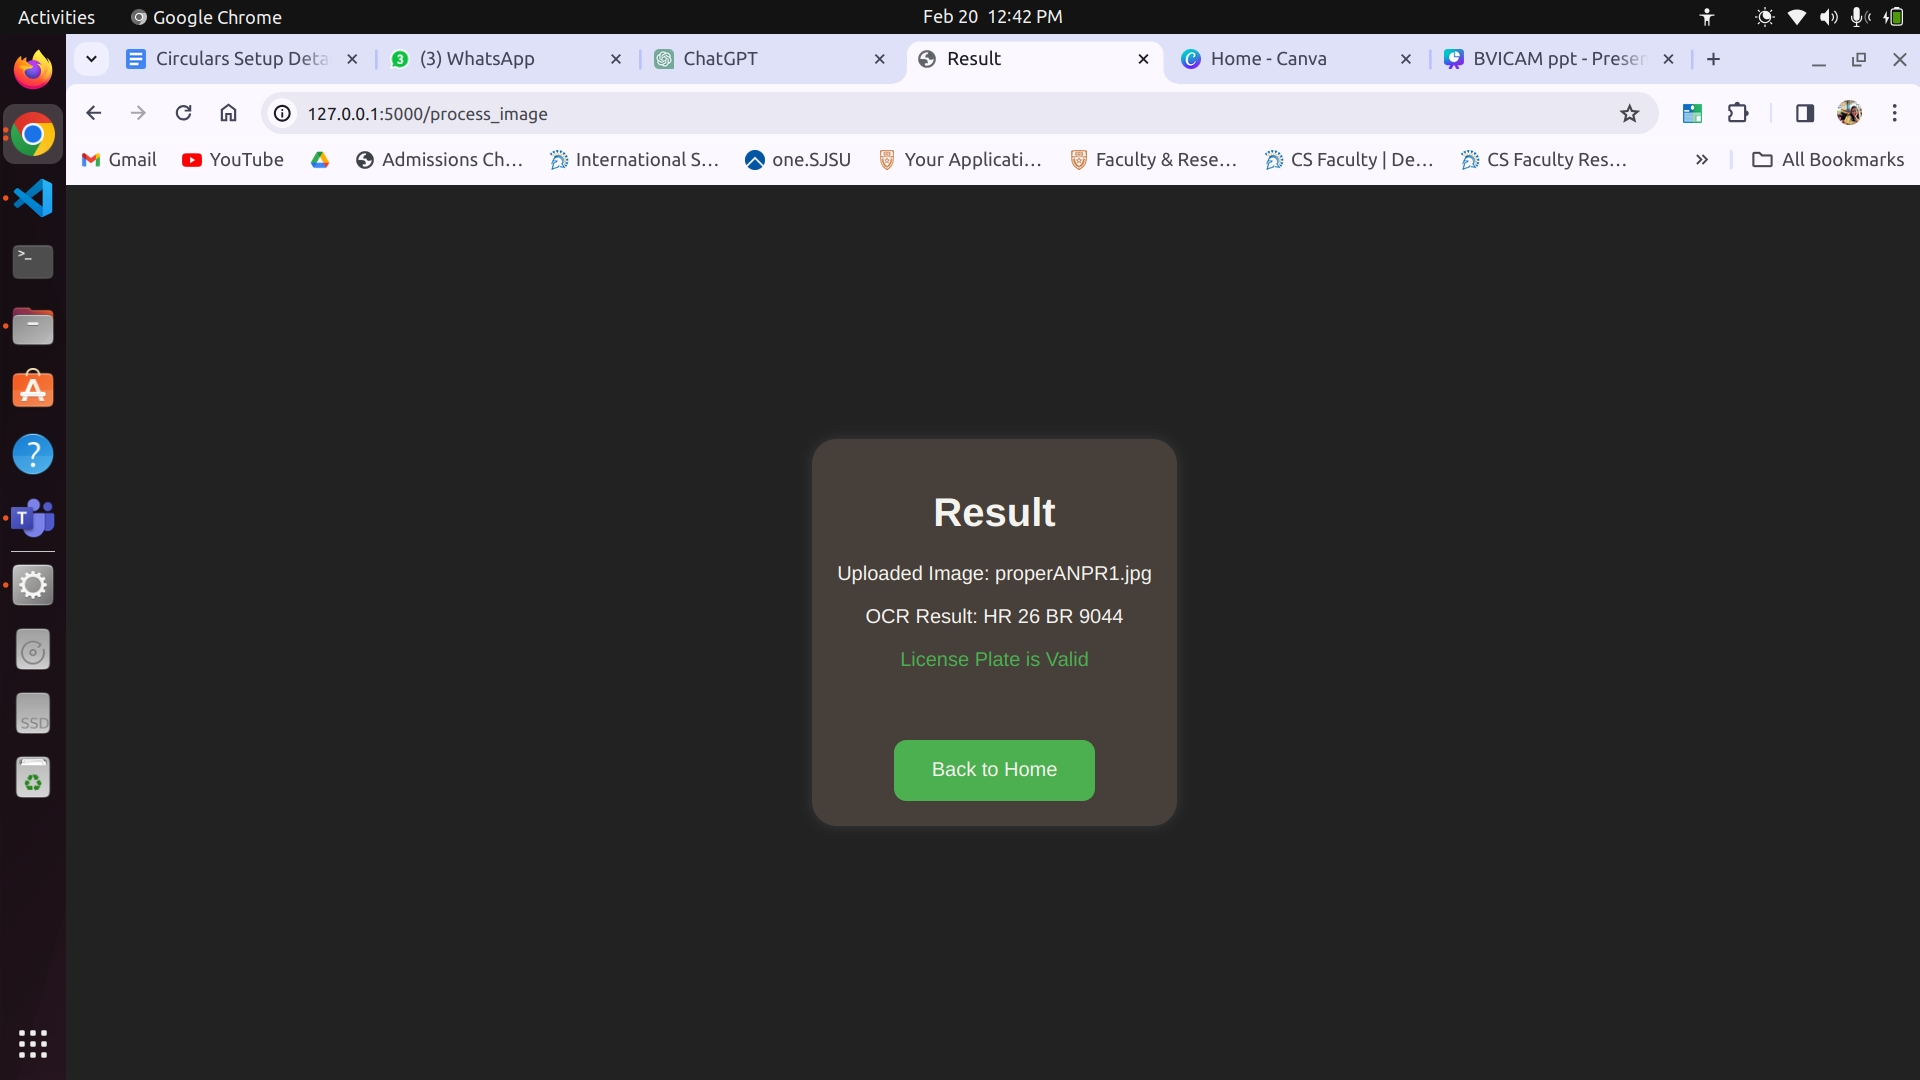 Activities
Google Chrome
Feb 20 12:42 PM
Circulars Setup Deta
(3) WhatsApp
ChatGPT
Result
Home - Canva
BVICAM ppt - Preser
127.0.0.1:5000/process_image
Gmail
YouTube
Admissions Ch...
International S...
one.SJSU
Your Applicati...
Faculty & Rese...
CS Faculty | De...
CS Faculty Res...
All Bookmarks
Result
Uploaded Image: properANPR1.jpg
OCR Result: HR 26 BR 9044
License Plate is Valid
Back to Home
SSD